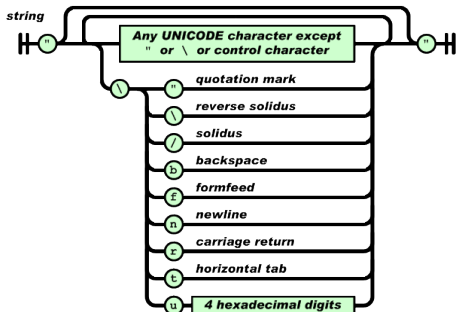 string
" Any UNICODE character except "
" or \ or control character
\ " quotation mark
\ reverse solidus
/ solidus
b backspace
f formfeed
n newline
r carriage return
t horizontal tab
u 4 hexadecimal digits